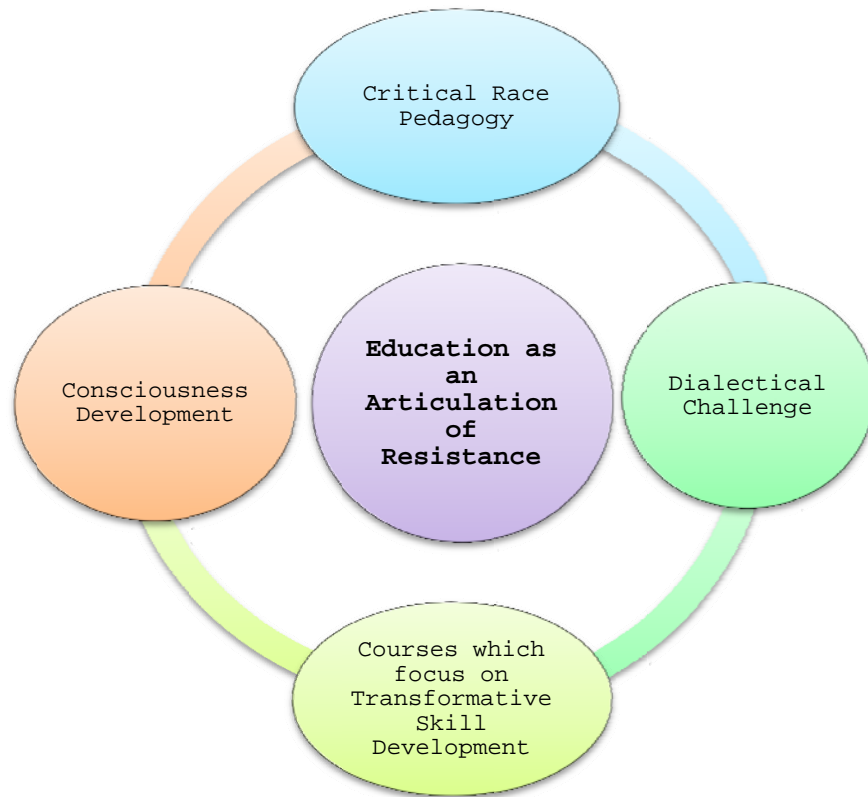 Critical Race
Pedagogy
Education as
an
Articulation
of
Resistance
Consciousness
Development
Dialectical
Challenge
Courses which
focus on
Transformative
Skill
Development